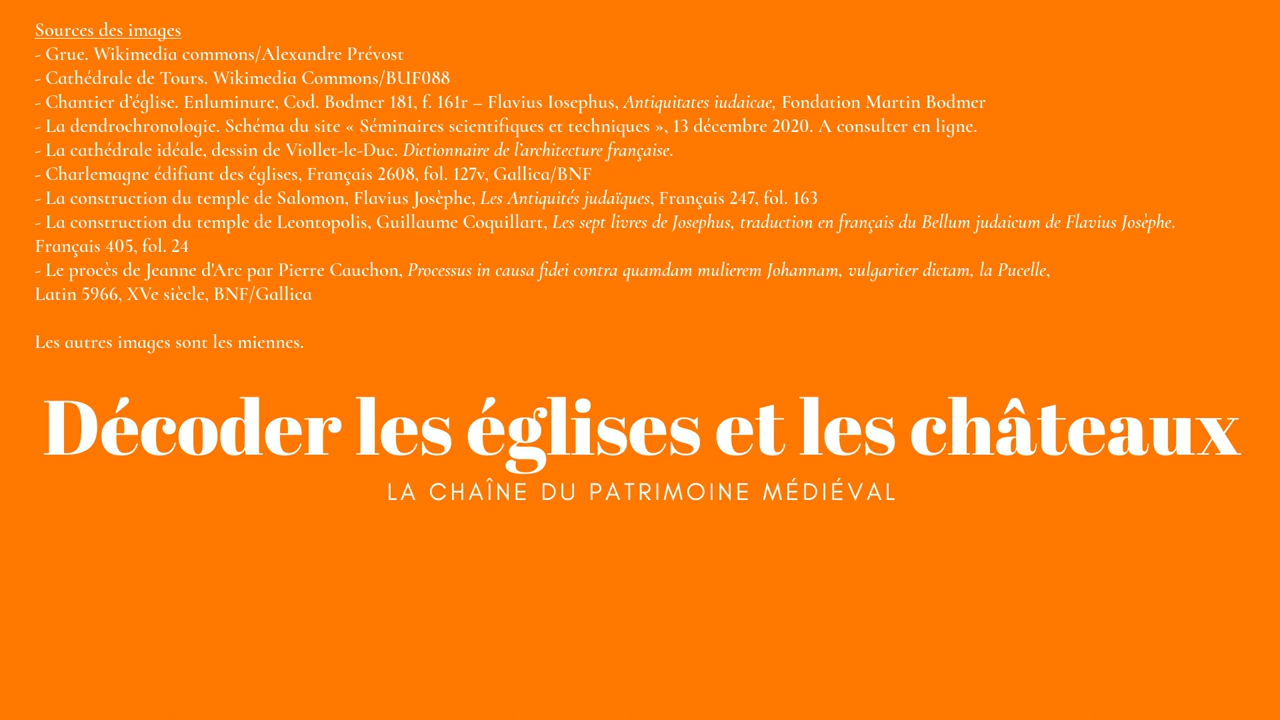 Sources des images
- Grue. Wikimedia commons/Alexandre Prévost
- Cathédrale de Tours. Wikimedia Commons/BUF088
- Chantier d’église. Enluminure, Cod. Bodmer 181, f. 161r – Flavius Iosephus, Antiquitates iudaicae, Fondation Martin Bodmer
- La dendrochronologie. Schéma du site « Séminaires scientifiques et techniques », 13 décembre 2020. A consulter en ligne.
- La cathédrale idéale, dessin de Viollet-le-Duc. Dictionnaire de l’architecture française.
- Charlemagne édifiant des églises, Français 2608, fol. 127v, Gallica/BNF
- La construction du temple de Salomon, Flavius Josèphe, Les Antiquités judaïques, Français 247, fol. 163
- La construction du temple de Leontopolis, Guillaume Coquillart, Les sept livres de Josephus, traduction en français du Bellum judaicum de Flavius Josèphe.
Français 405, fol. 24
- Le procès de Jeanne d'Arc par Pierre Cauchon, Processus in causa fidei contra quamdam mulierem Johannam, vulgariter dictam, la Pucelle,
Latin 5966, XVe siècle, BNF/Gallica
Les autres images sont les miennes.
Décoder les églises et les châteaux
LA CHAÎNE DU PATRIMOINE MÉDIÉVAL